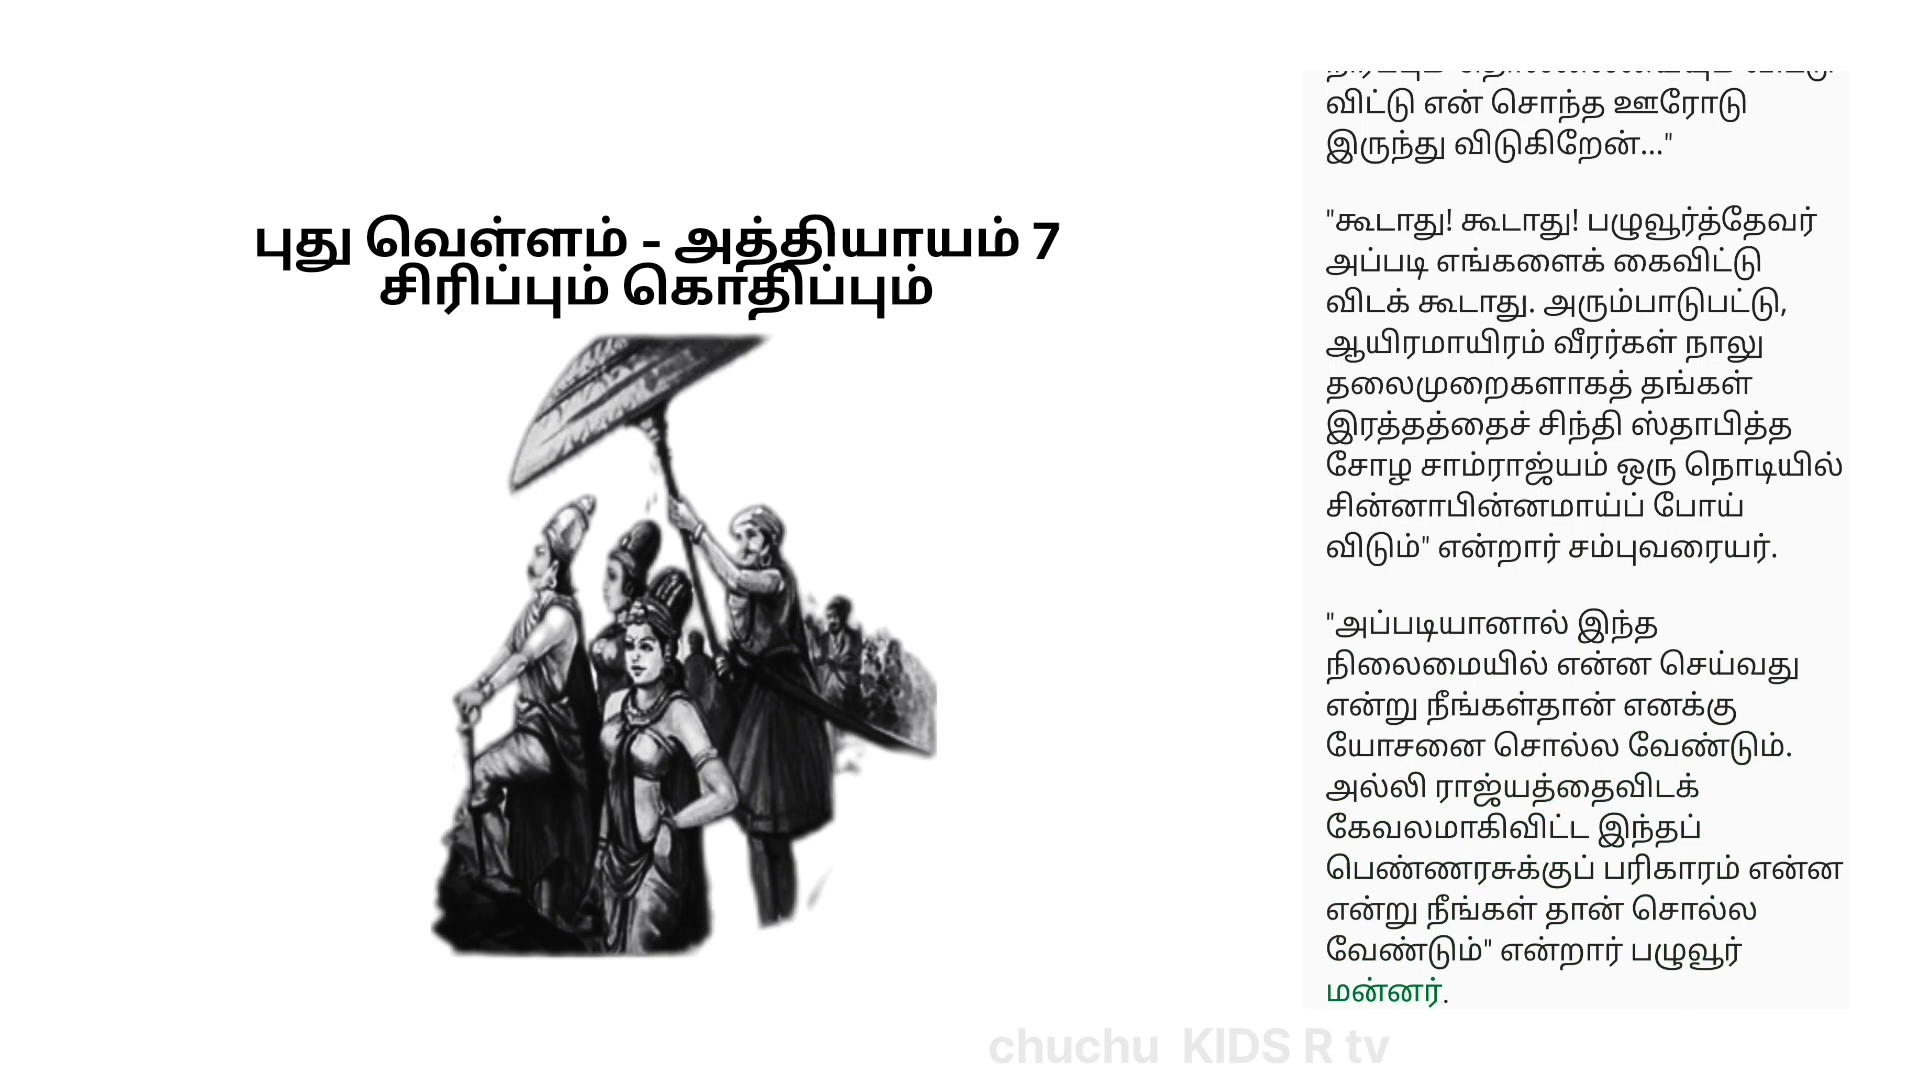 புது வெள்ளம் - அத்தியாயம் 7
சிரிப்பும் கொதிப்பும்
விட்டு என் சொந்த ஊரோடு
இருந்து விடுகிறேன்..."
"கூடாது! கூடாது! பழுவூர்த்தேவர்
அப்படி எங்களைக் கைவிட்டு
விடக் கூடாது. அரும்பாடுபட்டு,
ஆயிரமாயிரம் வீரர்கள் நாலு
தலைமுறைகளாகத் தங்கள்
இரத்தத்தைச் சிந்தி ஸ்தாபித்த
சோழ சாம்ராஜ்யம் ஒரு நொடியில்
சின்னாபின்னமாய்ப் போய்
விடும்" என்றார் சம்புவரையர்.
"அப்படியானால் இந்த
நிலைமையில் என்ன செய்வது
என்று நீங்கள்தான் எனக்கு
யோசனை சொல்ல வேண்டும்.
அல்லி ராஜ்யத்தைவிடக்
கேவலமாகிவிட்ட இந்தப்
பெண்ணரசுக்குப் பரிகாரம் என்ன
என்று நீங்கள் தான் சொல்ல
வேண்டும்" என்றார் பழுவூர்
மன்னர்.
chuchu KIDS R tv